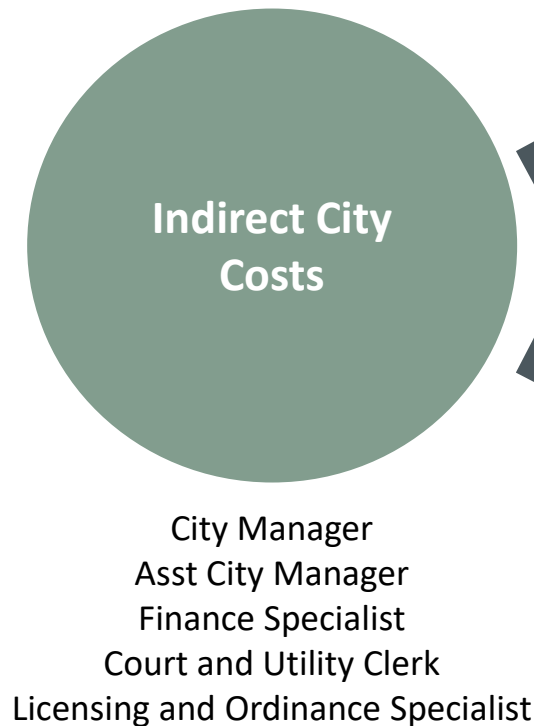 Indirect City
Costs
City Manager
Asst City Manager
Finance Specialist
Court and Utility Clerk
Licensing and Ordinance Specialist